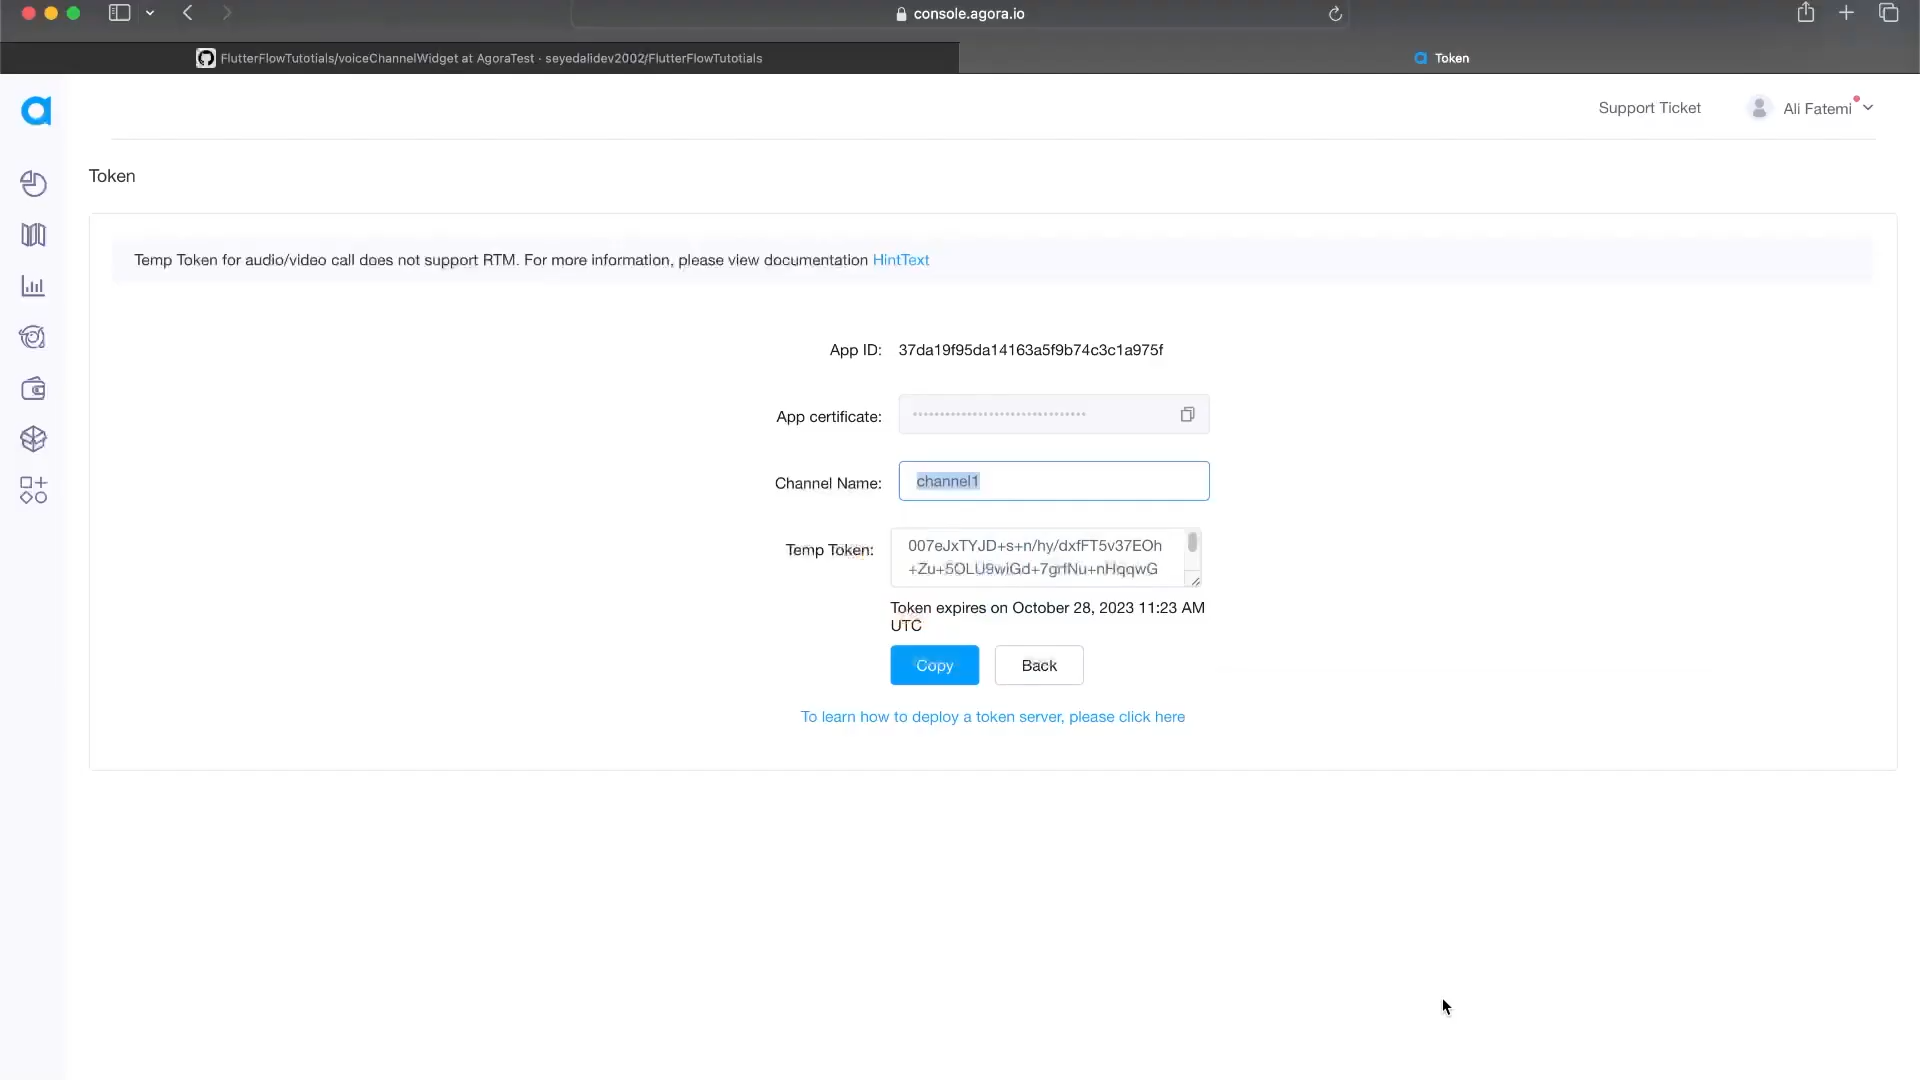 console.agora.io
FlutterFlowTutotials/voiceChannelWidget at AgoraTest · seyedalidev2002/FlutterFlowTutotials
Token
Support Ticket
Ali Fatemi
Token
Temp Token for audio/video call does not support RTM. For more information, please view documentation HintText
App ID: 37da19f95da14163a5f9b74c3c1a975f
App certificate: ································
Channel Name: channel1
Temp Token: 007eJxTYJD+s+n/hy/dxfFT5v37EOh
+Zu+5OLU9wiGd+7grfNu+nHqqwG
Token expires on October 28, 2023 11:23 AM
UTC
Copy
Back
To learn how to deploy a token server, please click here